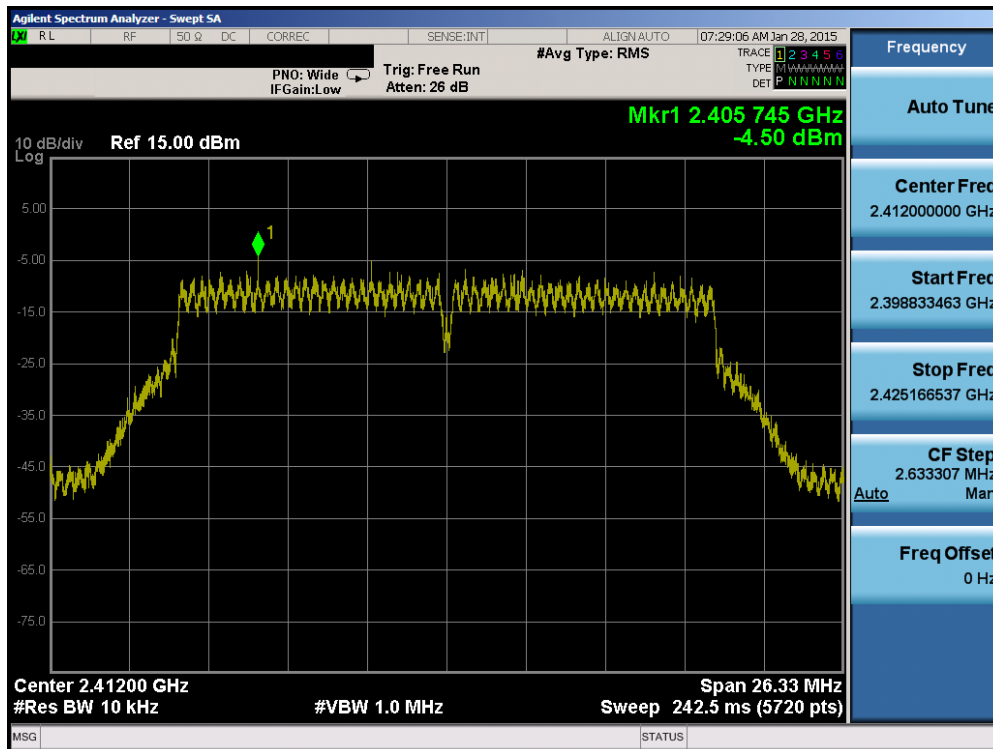 Agilent Spectrum Analyzer - Swept SA
LXI RL RF 50 Ω DC CORREC SENSE:INT ALIGN AUTO 07:29:06 AM Jan 28, 2015
#Avg Type: RMS TRACE 1 2 3 4 5 6
PNO: Wide Trig: Free Run TYPE M W W W W W
IFGain:Low Atten: 26 dB DET P N N N N N
Mkr1 2.405 745 GHz
10 dB/div Ref 15.00 dBm -4.50 dBm
Log
5.00
1
-5.00
-15.0
-25.0
-35.0
-45.0
-55.0
-65.0
-75.0
Center 2.41200 GHz Span 26.33 MHz
#Res BW 10 kHz #VBW 1.0 MHz Sweep 242.5 ms (5720 pts)
MSG STATUS
Frequency
Auto Tune
Center Freq
2.412000000 GHz
Start Freq
2.398833463 GHz
Stop Freq
2.425166537 GHz
CF Step
2.633307 MHz
Auto Man
Freq Offset
0 Hz